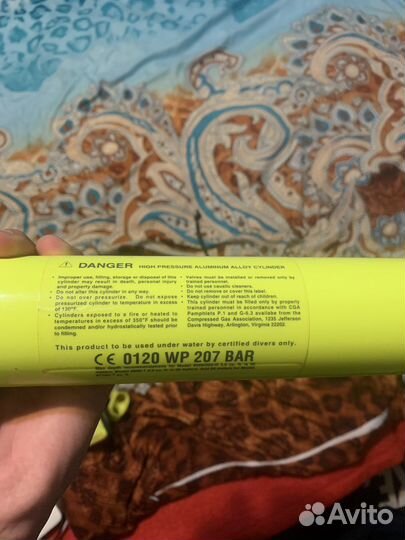 ⚠ DANGER HIGH PRESSURE ALUMINUM ALLOY CYLINDER
• Improper use, filling, storage or disposal of this
cylinder may result in death, personal injury
and property damage.
• Do not alter this cylinder in any way.
• Do not over pressurize. Do not expose
pressurized cylinder to temperature in excess
of 130°F.
• Cylinders exposed to a fire or heated to
temperatures in excess of 350°F should be
condemned and/or hydrostatically tested prior
to filling.
• Valves must be installed or removed only by
trained personnel.
• Do not use caustic cleaners.
• Do not remove or cover this label.
• Keep cylinder out of reach of children.
• This cylinder must be filled only by properly
trained personnel in accordance with CGA
Pamphlets P.1 and G-6.3 available from the
Compressed Gas Association, 1235 Jefferson
Davis Highway, Arlington, Virginia 22202
This product to be used under water by certified divers only.
CE 0120 WP 207 BAR
Max depth recommendations for Model
Avito